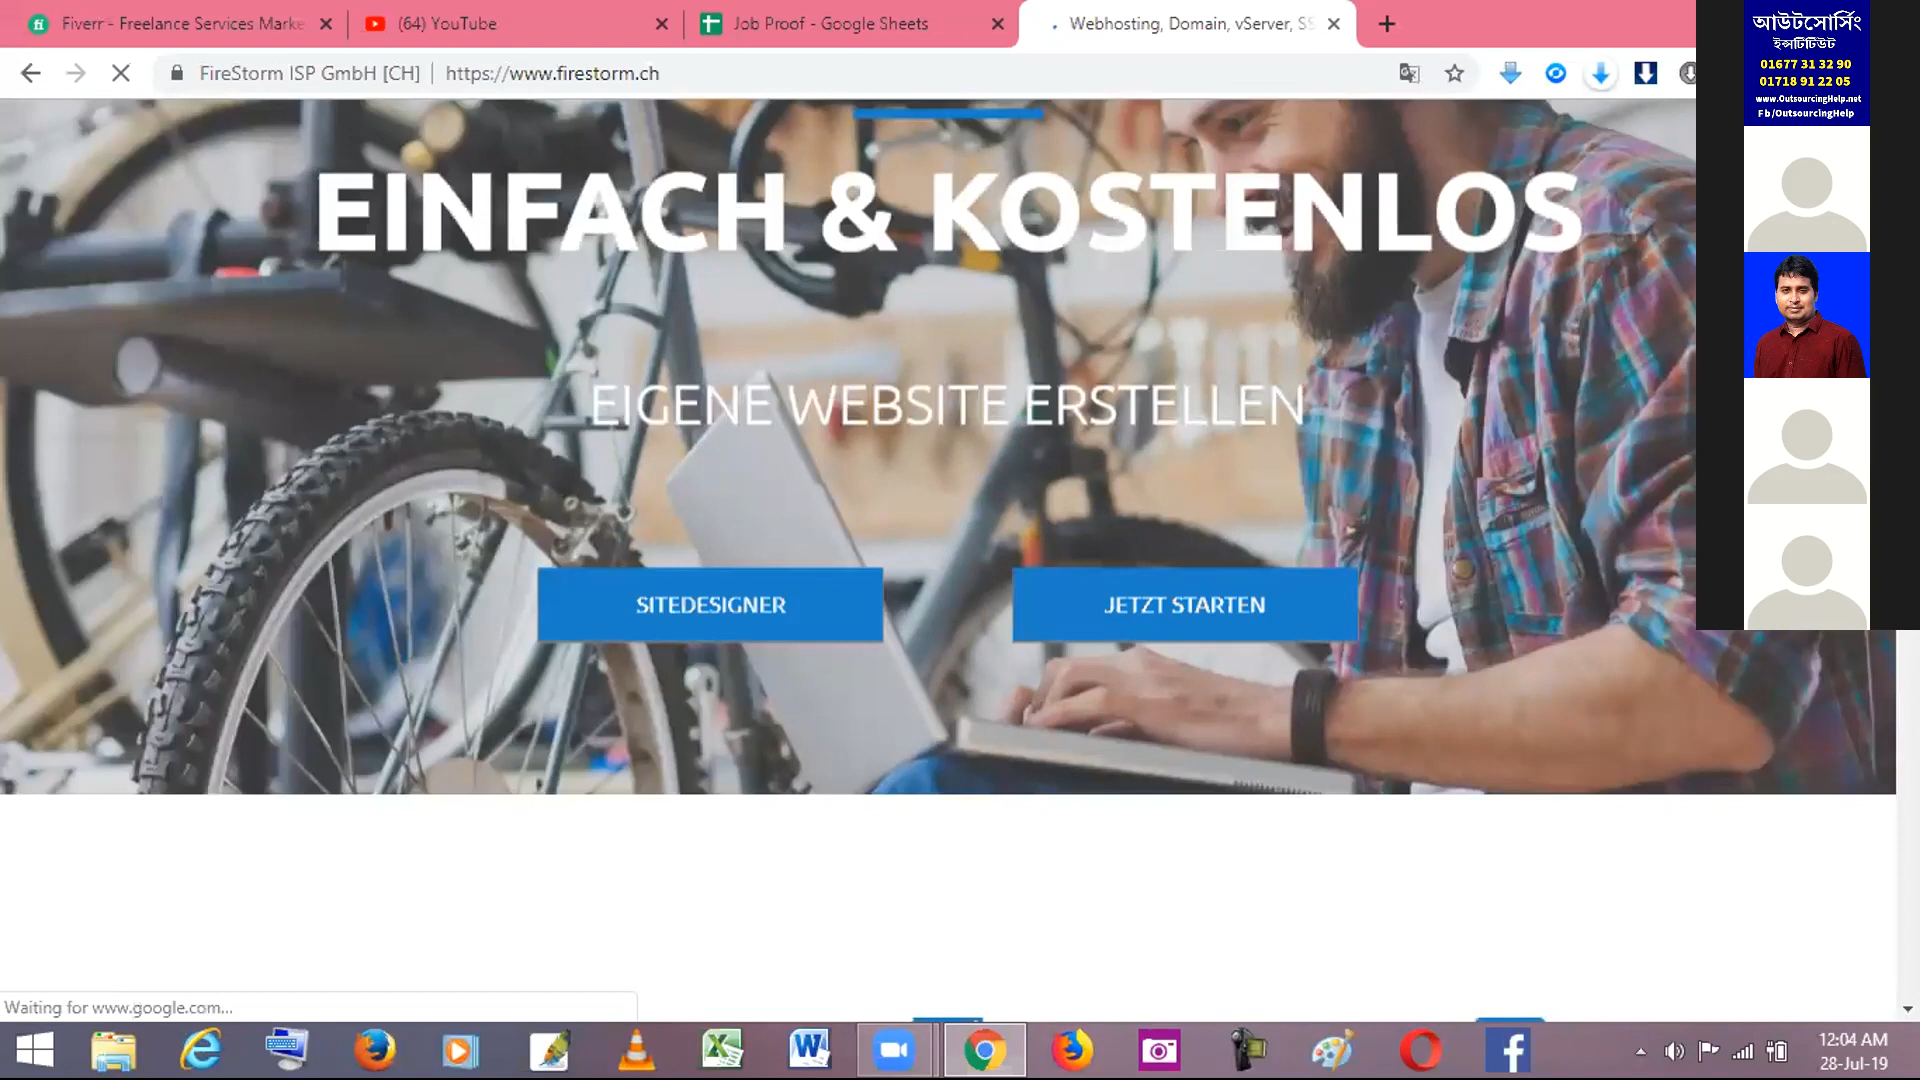 Fiverr - Freelance Services Marke
(64) YouTube
Job Proof - Google Sheets
Webhosting, Domain, vServer, SS
FireStorm ISP GmbH [CH]
https://www.firestorm.ch
EINFACH & KOSTENLOS
EIGENE WEBSITE ERSTELLEN
SITEDESIGNER
JETZT STARTEN
আউটসোর্সিং
ইন্সটিটিউট
01677 31 32 90
01718 91 22 05
www.OutsourcingHelp.net
Fb/OutsourcingHelp
Waiting for www.google.com...
12:04 AM
28-Jul-19